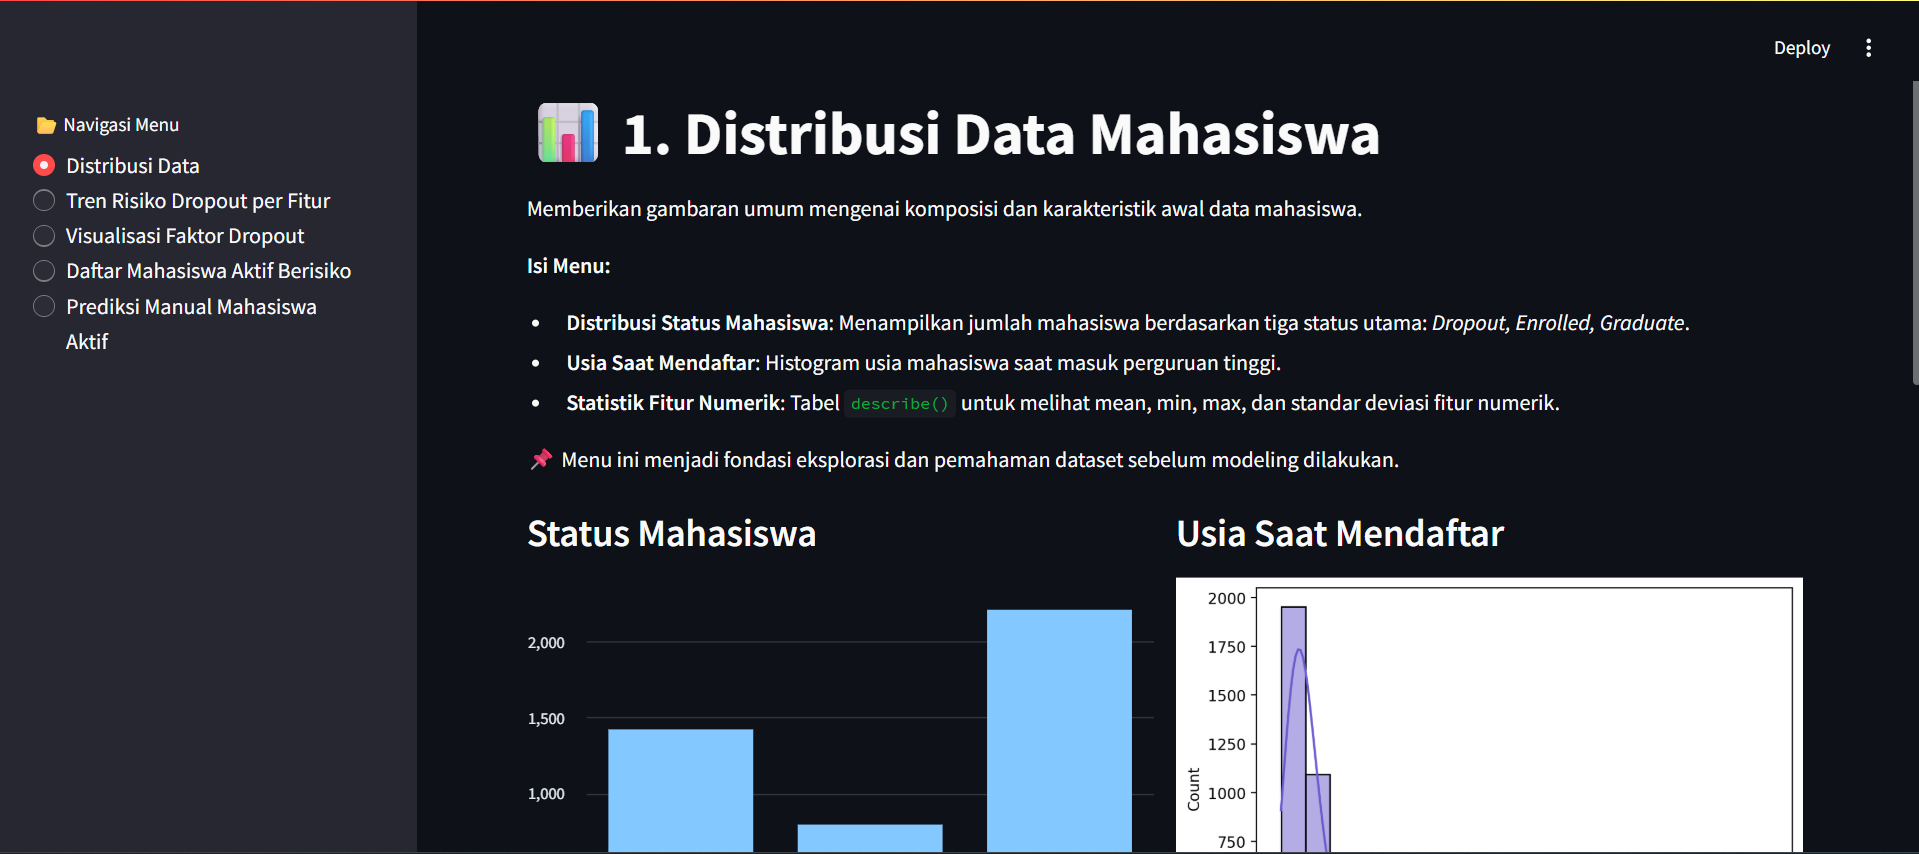 Deploy
Navigasi Menu
Distribusi Data
Tren Risiko Dropout per Fitur
Visualisasi Faktor Dropout
Daftar Mahasiswa Aktif Berisiko
Prediksi Manual Mahasiswa
Aktif
1. Distribusi Data Mahasiswa
Memberikan gambaran umum mengenai komposisi dan karakteristik awal data mahasiswa.
Isi Menu:
• Distribusi Status Mahasiswa: Menampilkan jumlah mahasiswa berdasarkan tiga status utama: Dropout, Enrolled, Graduate.
• Usia Saat Mendaftar: Histogram usia mahasiswa saat masuk perguruan tinggi.
• Statistik Fitur Numerik: Tabel describe() untuk melihat mean, min, max, dan standar deviasi fitur numerik.
Menu ini menjadi fondasi eksplorasi dan pemahaman dataset sebelum modeling dilakukan.
Status Mahasiswa
2,000
1,500
1,000
Usia Saat Mendaftar
2000
1750
1500
1250
1000
750
Count